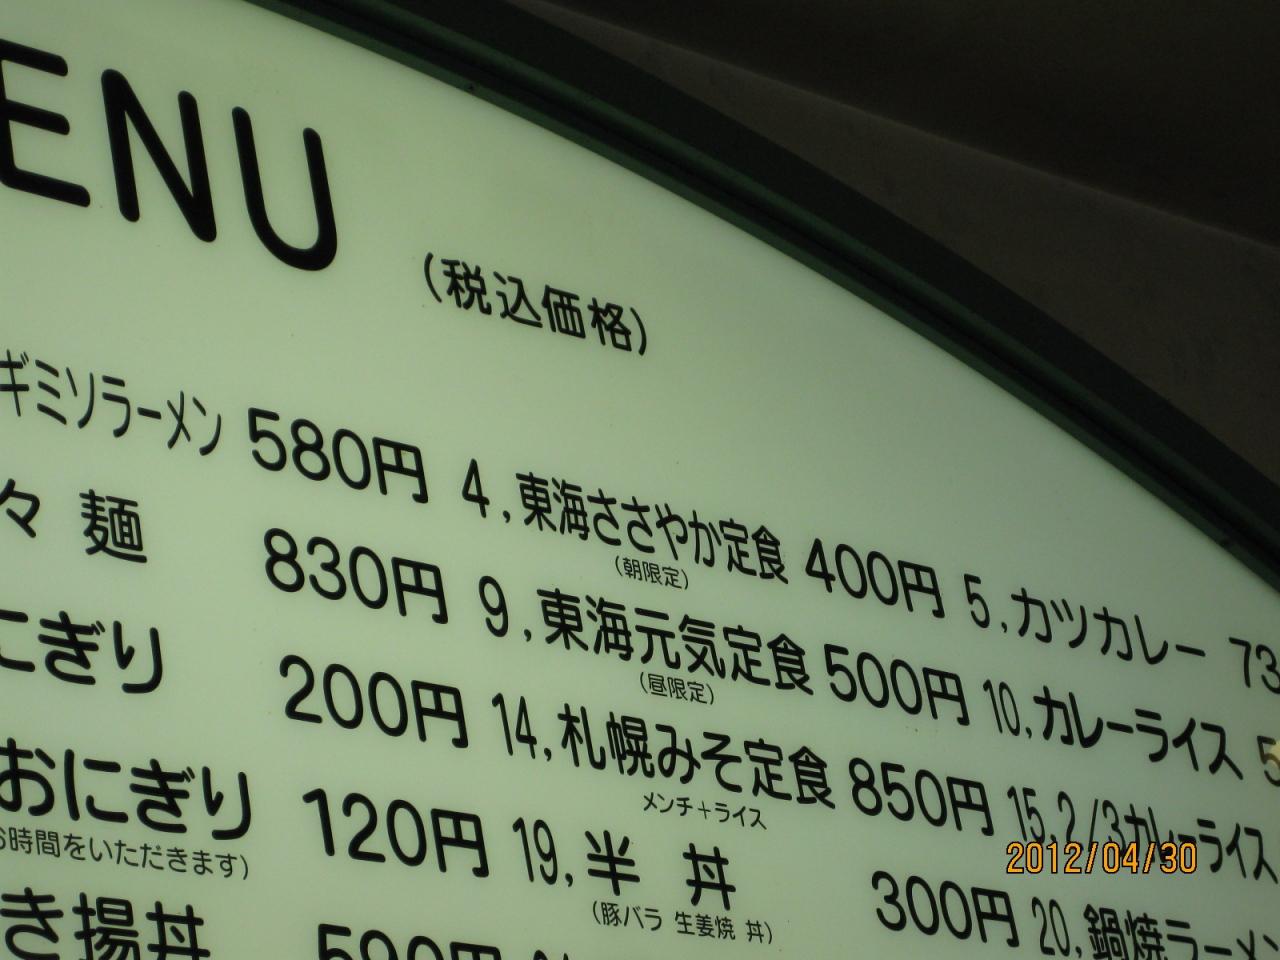 ENU
(税込価格)
ギミソラーメン 580円 4,東海ささやか定食 400円 5,カツカレー 73
(朝限定)
々 麺 830円 9,東海元気定食 500円 10,カレーライス 5
(昼限定)
にぎり 200円 14,札幌みそ定食 850円 15,2/3カレーライス
メンチ+ライス
おにぎり 120円 19,半 丼 300円 20,鍋焼ラーメン
時間をいただきます)
(豚バラ 生姜焼 丼)
き揚丼 590円
2012/04/30